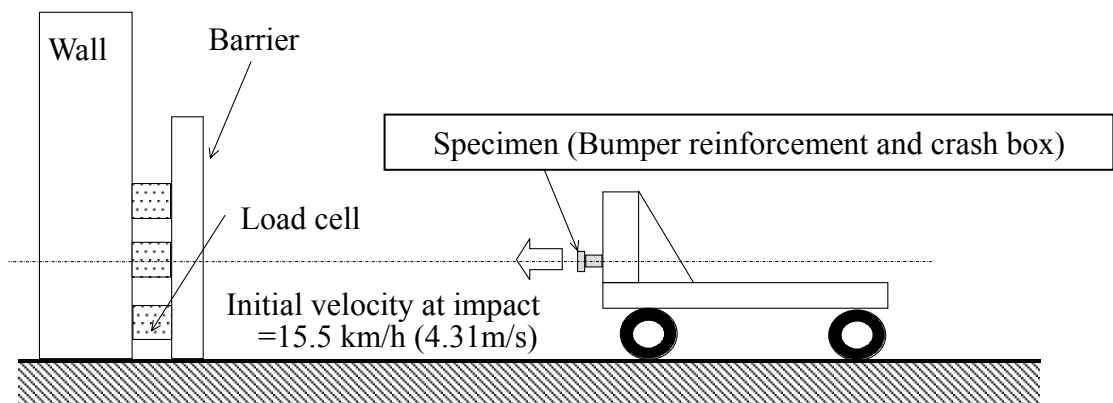 Wall
Barrier
Specimen (Bumper reinforcement and crash box)
Load cell
Initial velocity at impact
=15.5 km/h (4.31m/s)